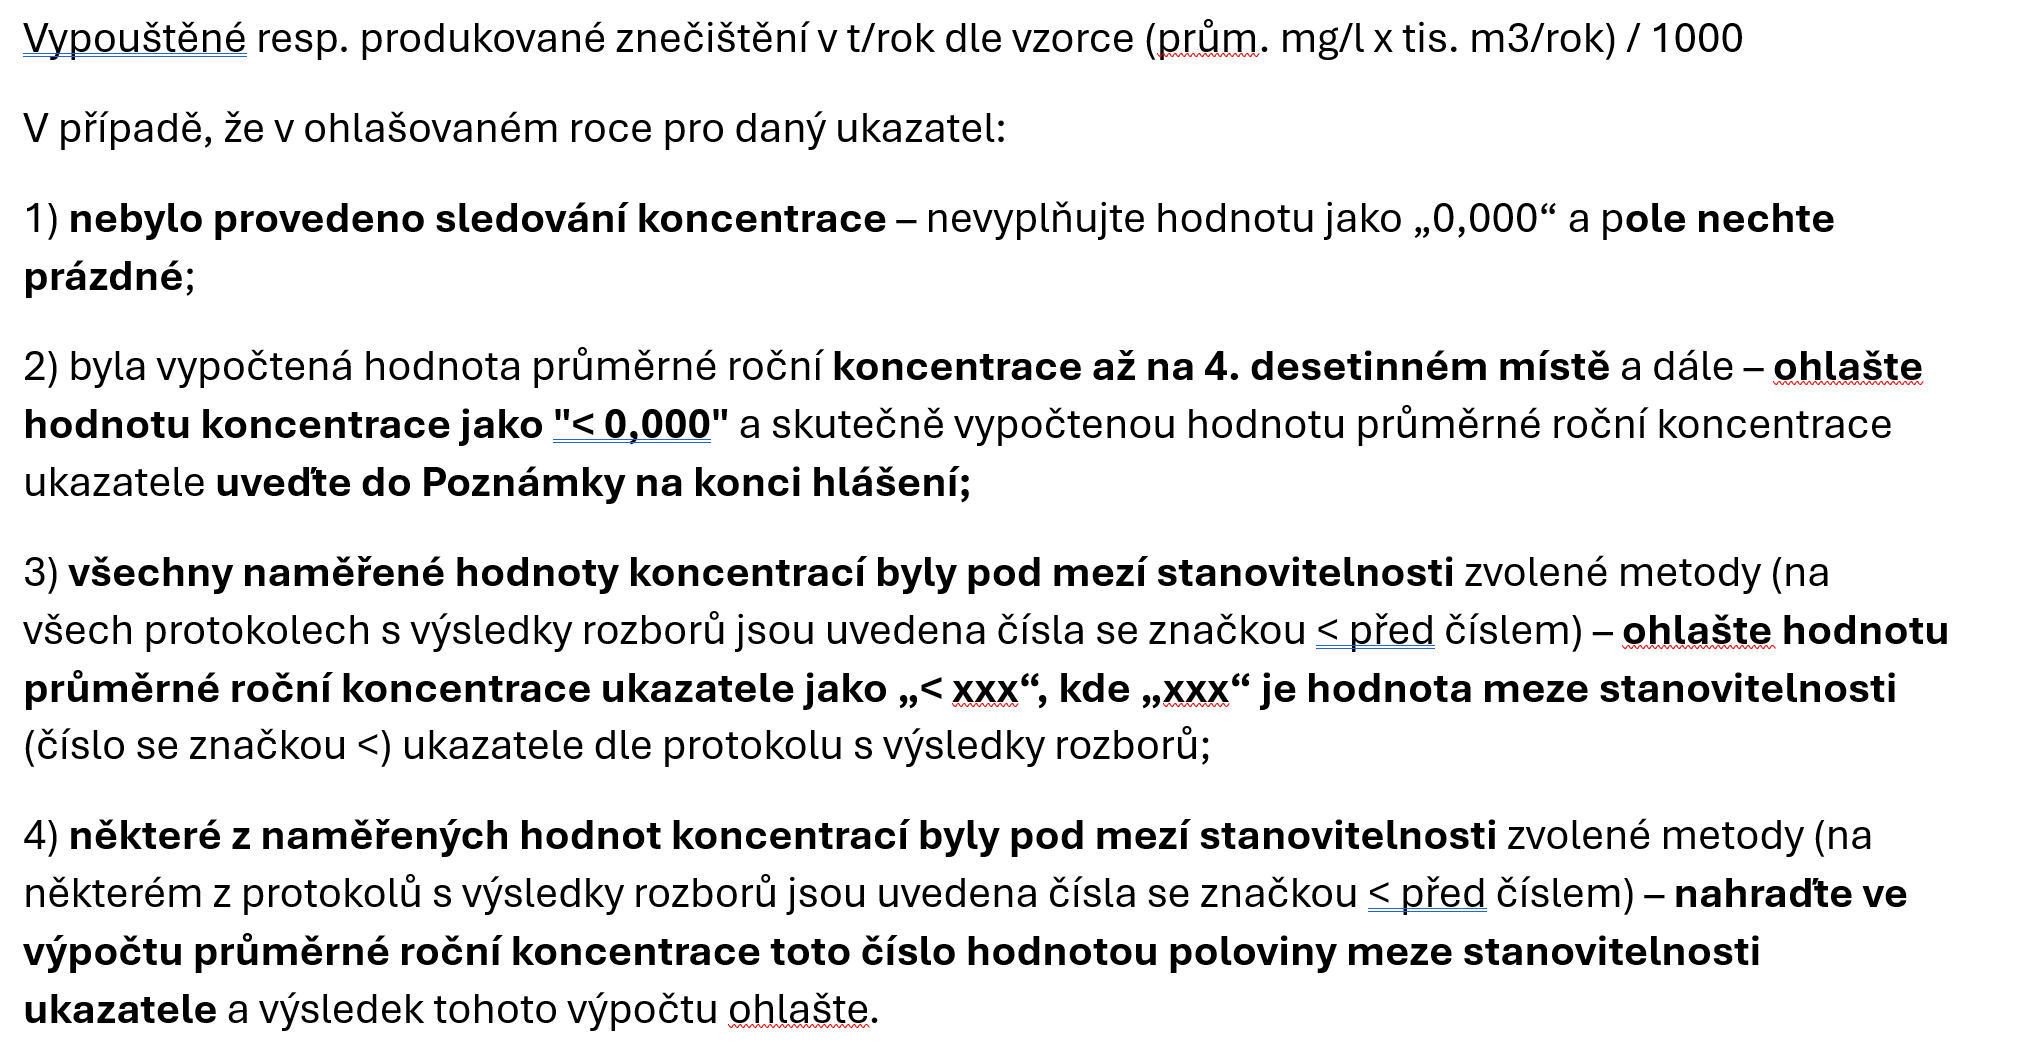 Vypouštěné resp. produkované znečištění v t/rok dle vzorce (prům. mg/l x tis. m3/rok) / 1000
V případě, že v ohlašovaném roce pro daný ukazatel:
1) nebylo provedeno sledování koncentrace – nevyplňujte hodnotu jako „0,000“ a pole nechte
prázdné;
2) byla vypočtená hodnota průměrné roční koncentrace až na 4. desetinném místě a dále – ohlašte
hodnotu koncentrace jako "< 0,000" a skutečně vypočtenou hodnotu průměrné roční koncentrace
ukazatele uveďte do Poznámky na konci hlášení;
3) všechny naměřené hodnoty koncentrací byly pod mezí stanovitelnosti zvolené metody (na
všech protokolech s výsledky rozborů jsou uvedena čísla se značkou < před číslem) – ohlašte hodnotu
průměrné roční koncentrace ukazatele jako „< xxx“, kde „xxx“ je hodnota meze stanovitelnosti
(číslo se značkou <) ukazatele dle protokolu s výsledky rozborů;
4) některé z naměřených hodnot koncentrací byly pod mezí stanovitelnosti zvolené metody (na
některém z protokolů s výsledky rozborů jsou uvedena čísla se značkou < před číslem) – nahraďte ve
výpočtu průměrné roční koncentrace toto číslo hodnotou poloviny meze stanovitelnosti
ukazatele a výsledek tohoto výpočtu ohlašte.